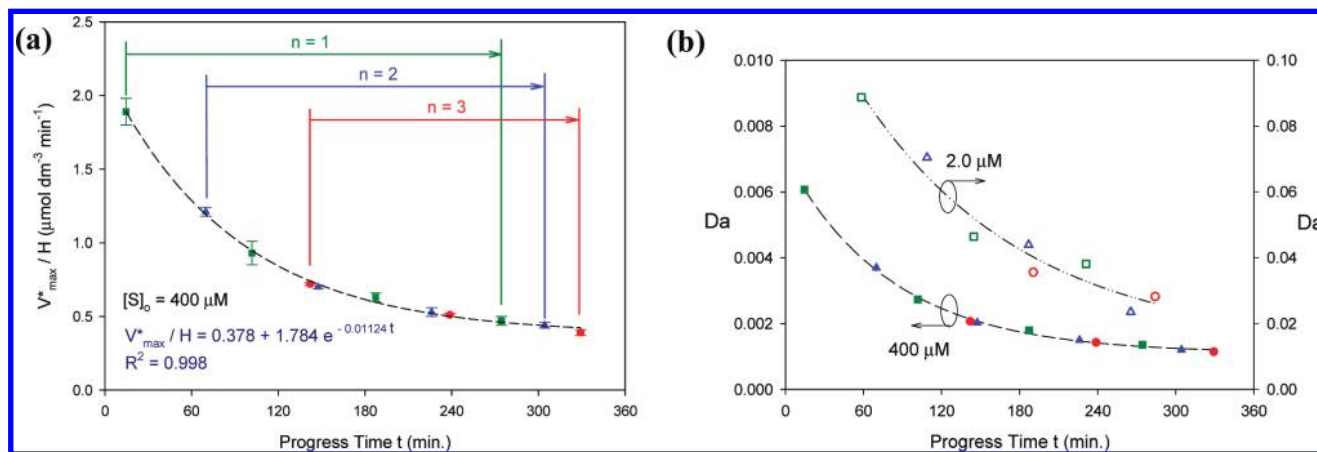 (a)
2.5
2.0
1.5
1.0
0.5
0.0
V*max / H (μmol dm-3 min-1)
n = 1
n = 2
n = 3
[S]o = 400 μM
V*max / H = 0.378 + 1.784 e - 0.01124 t
R2 = 0.998
0 60 120 180 240 300 360
Progress Time t (min.)
(b)
0.010
0.008
0.006
0.004
0.002
0.000
Da
2.0 μM
400 μM
0.10
0.08
0.06
0.04
0.02
0.00
Da
0 60 120 180 240 300 360
Progress Time t (min.)